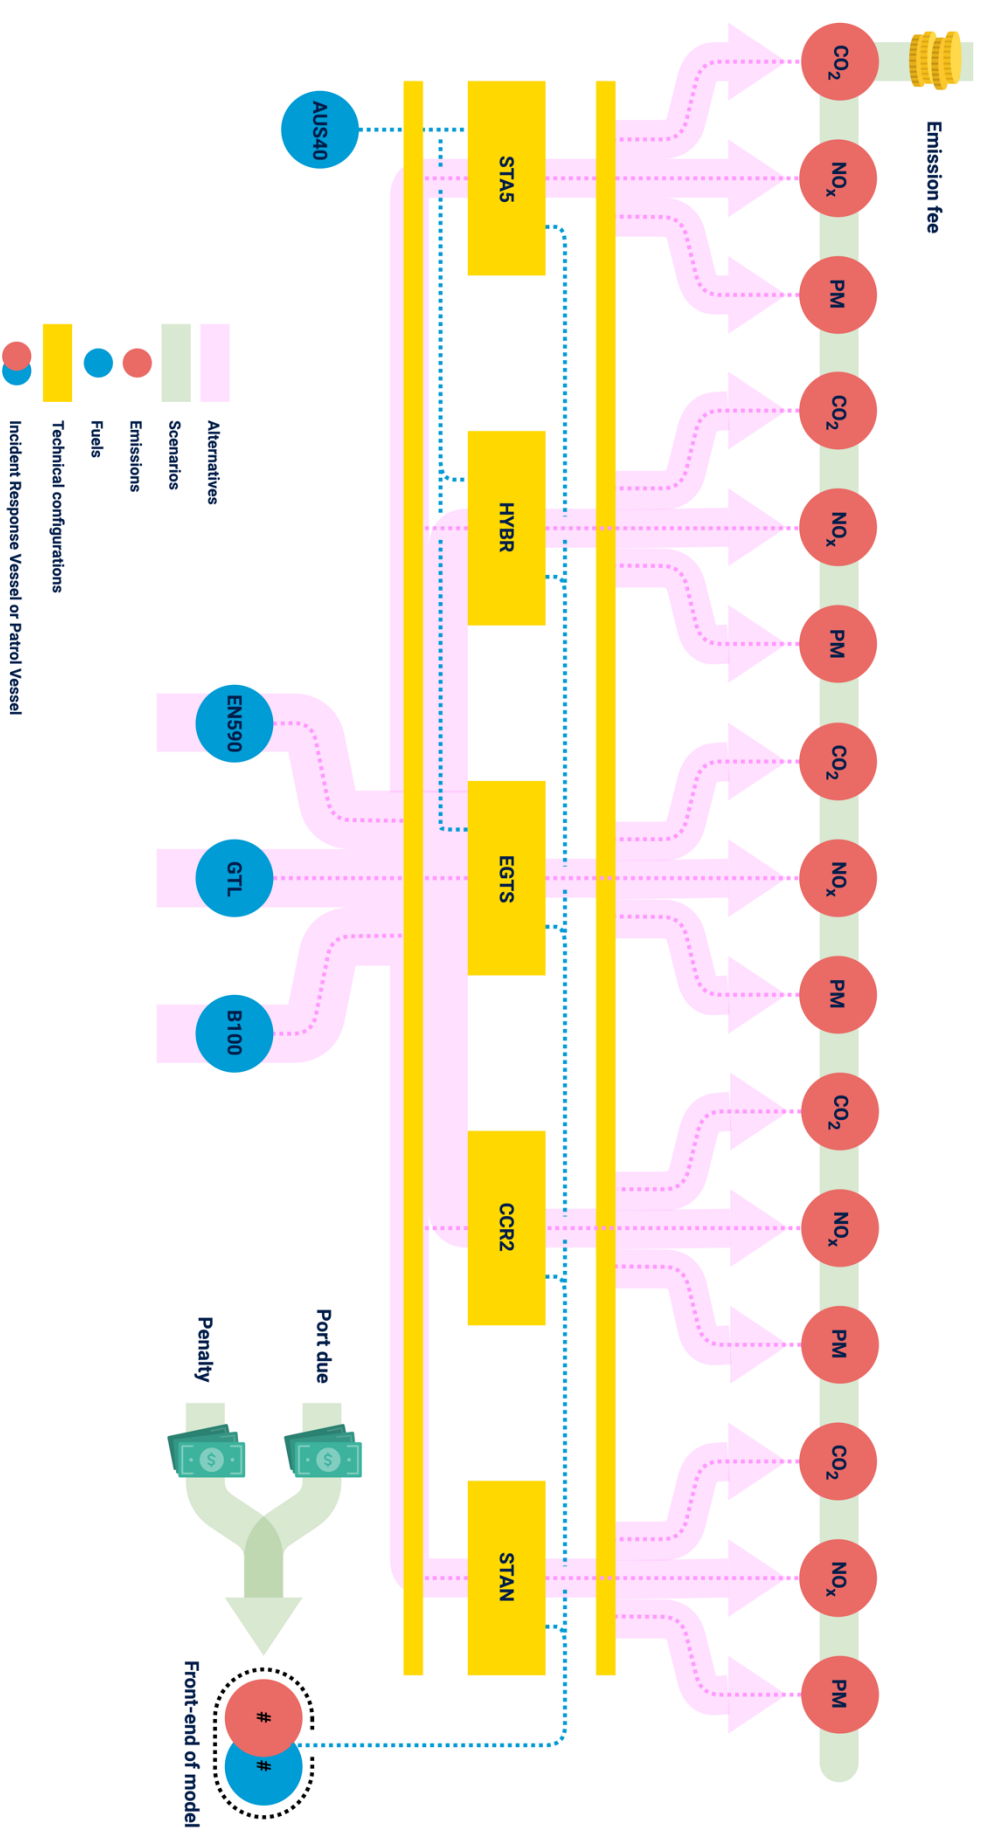 Emission fee
CO₂ NOₓ PM CO₂ NOₓ PM CO₂ NOₓ PM CO₂ NOₓ PM CO₂ NOₓ PM
STA5 HYBR EGTS CCR2 STAN
AUS40
Port due
EN590 GTL B100
Penalty
# #
Front-end of model
Alternatives
Scenarios
Emissions
Fuels
Technical configurations
Incident Response Vessel or Patrol Vessel